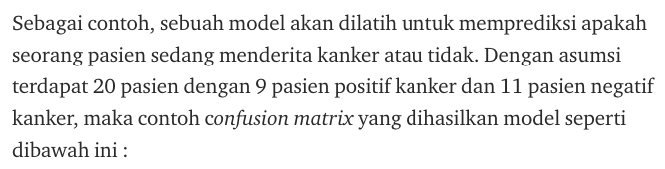 Sebagai contoh, sebuah model akan dilatih untuk memprediksi apakah
seorang pasien sedang menderita kanker atau tidak. Dengan asumsi
terdapat 20 pasien dengan 9 pasien positif kanker dan 11 pasien negatif
kanker, maka contoh confusion matrix yang dihasilkan model seperti
dibawah ini :